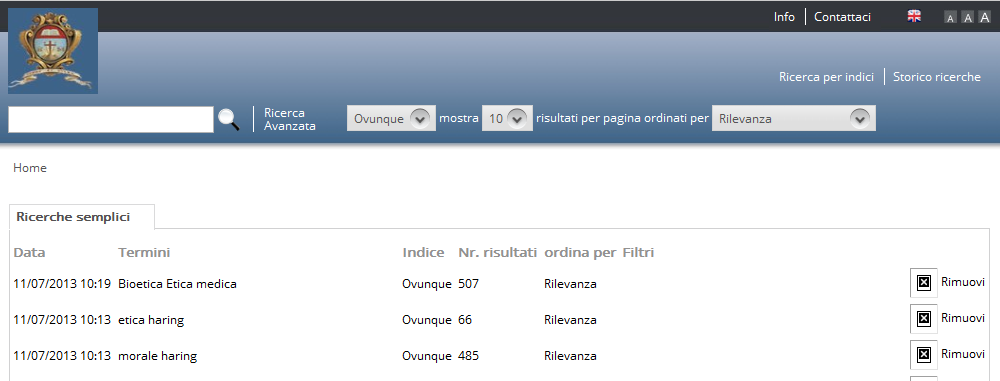 Info Contattaci A A A
Ricerca per indici Storico ricerche
Ricerca
Avanzata
Ovunque mostra 10 risultati per pagina ordinati per Rilevanza
Home
Ricerche semplici
Data Termini Indice Nr. risultati ordina per Filtri
11/07/2013 10:19 Bioetica Etica medica Ovunque 507 Rilevanza Rimuovi
11/07/2013 10:13 etica haring Ovunque 66 Rilevanza Rimuovi
11/07/2013 10:13 morale haring Ovunque 485 Rilevanza Rimuovi